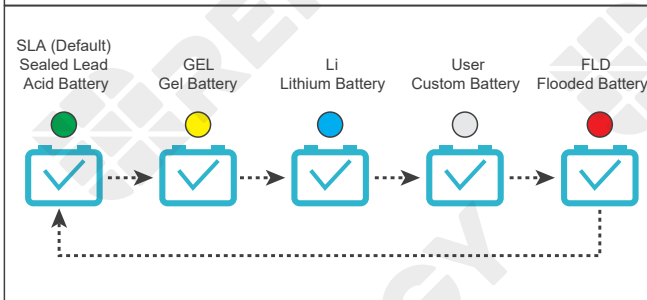 SLA (Default)
Sealed Lead
Acid Battery
GEL
Gel Battery
Li
Lithium Battery
User
Custom Battery
FLD
Flooded Battery